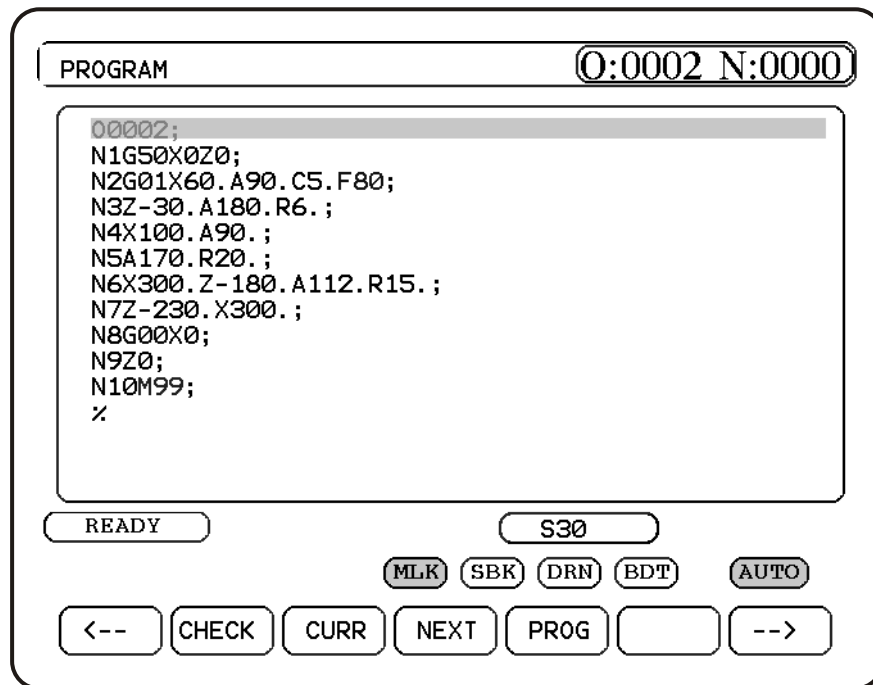 PROGRAM O:0002 N:0000
O0002;
N1G50X0Z0;
N2G01X60.A90.C5.F80;
N3Z-30.A180.R6.;
N4X100.A90.;
N5A170.R20.;
N6X300.Z-180.A112.R15.;
N7Z-230.X300.;
N8G00X0;
N9Z0;
N10M99;
%
READY S30
MLK SBK DRN BDT AUTO
<-- CHECK CURR NEXT PROG -->